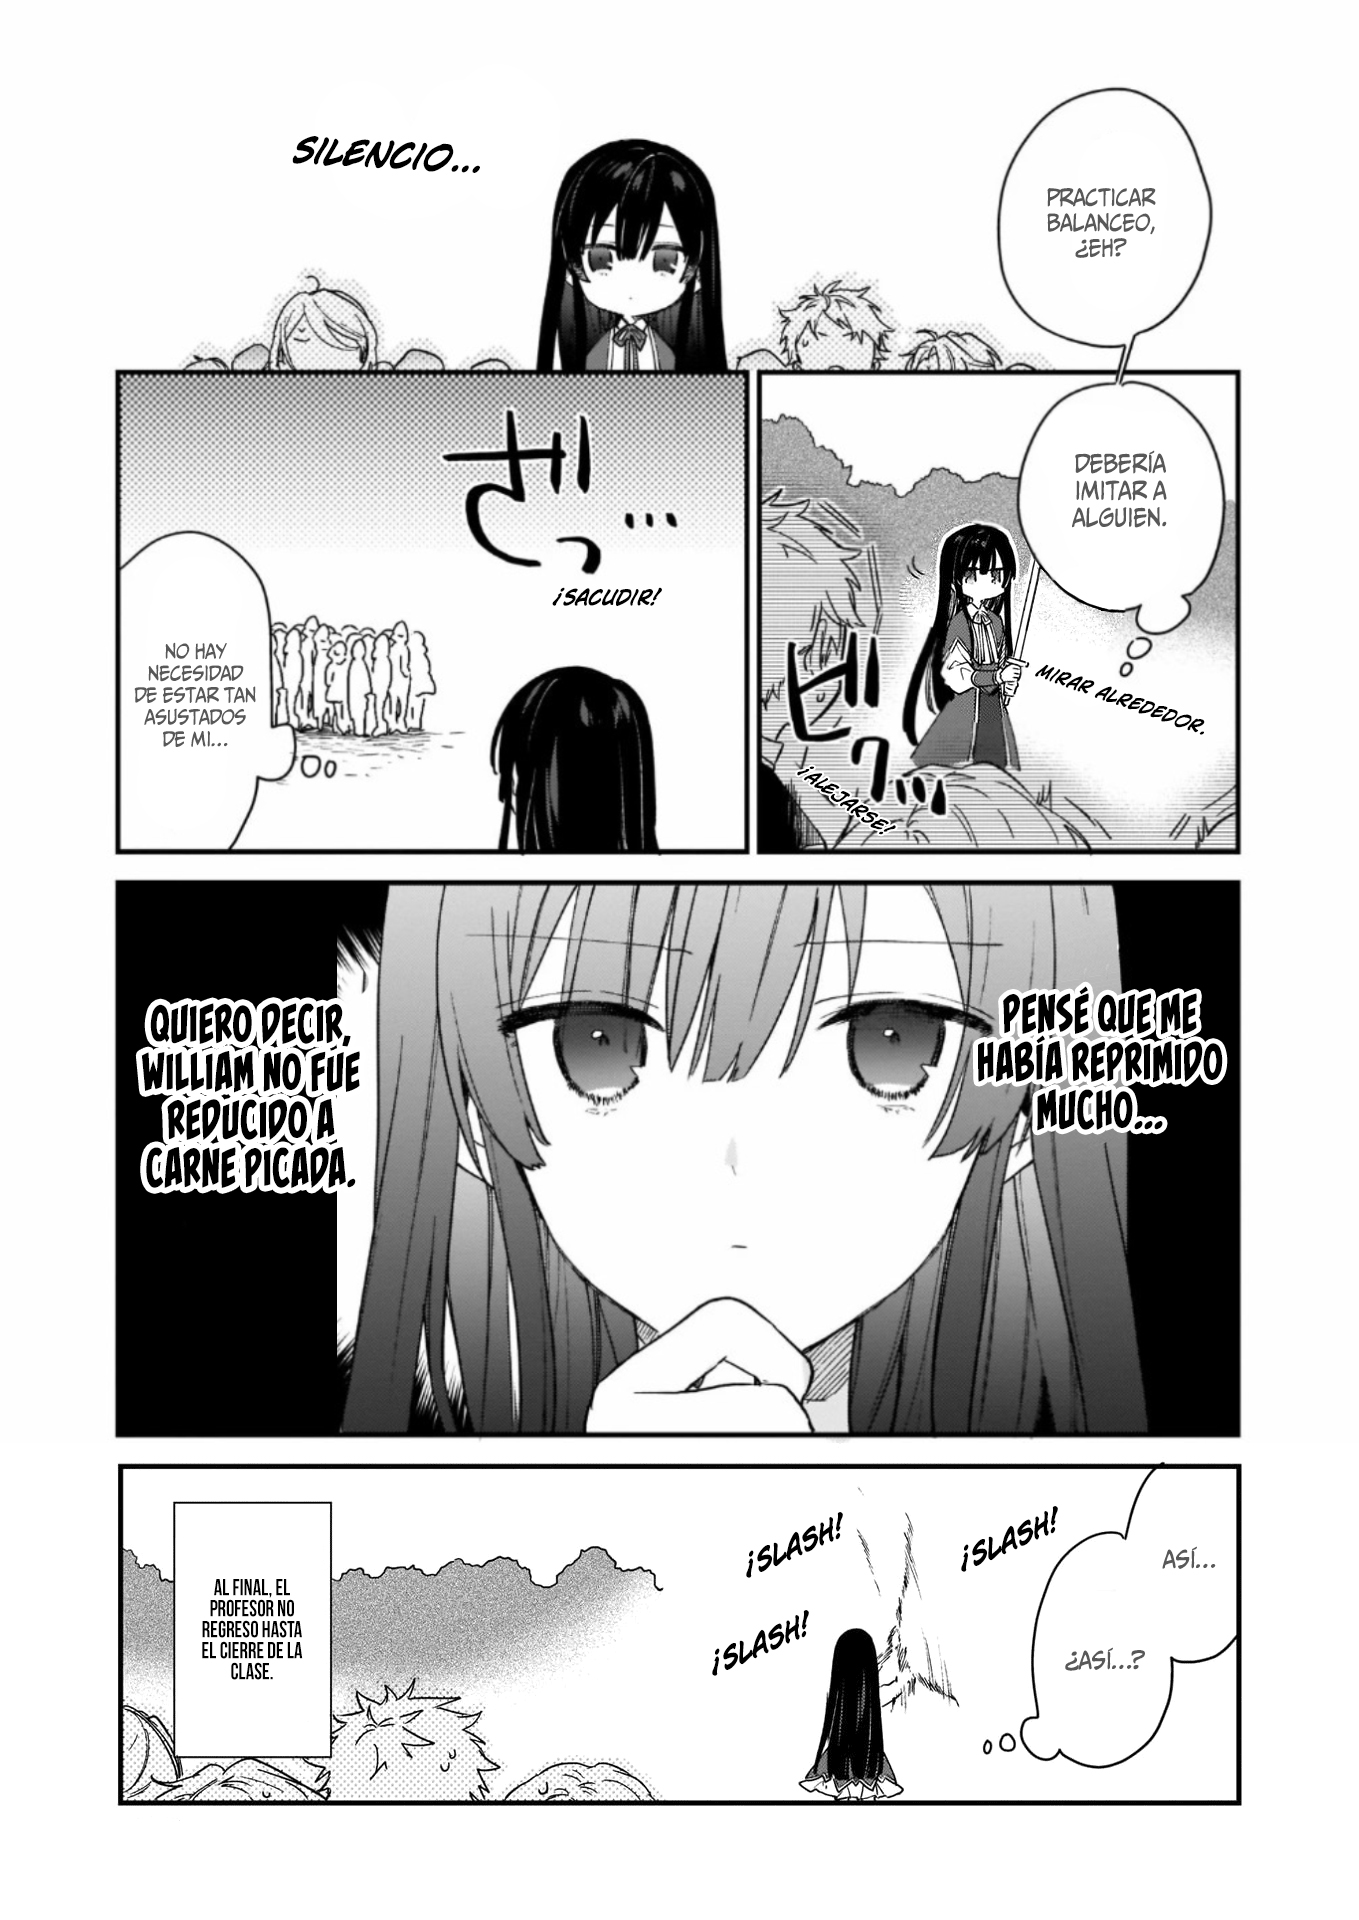 PRACTICAR
BALANCEO,
¿EH?
SILENCIO...
DEBERÍA
IMITAR A
ALGUIEN.
MIRAR ALREDEDOR.
ビクッ
¡ALEJARSE!
ざっ...
¡SACUDIR!
NO HAY
NECESIDAD
DE ESTAR TAN
ASUSTADOS
DE MI...
PENSÉ QUE ME
HABÍA REPRIMIDO
MUCHO...
QUIERO DECIR,
WILLIAM NO FUE
REDUCIDO A
CARNE PICADA.
ASÍ...
¿ASÍ...?
¡SLASH!
¡SLASH!
¡SLASH!
AL FINAL, EL
PROFESOR NO
REGRESO HASTA
EL CIERRE DE LA
CLASE.